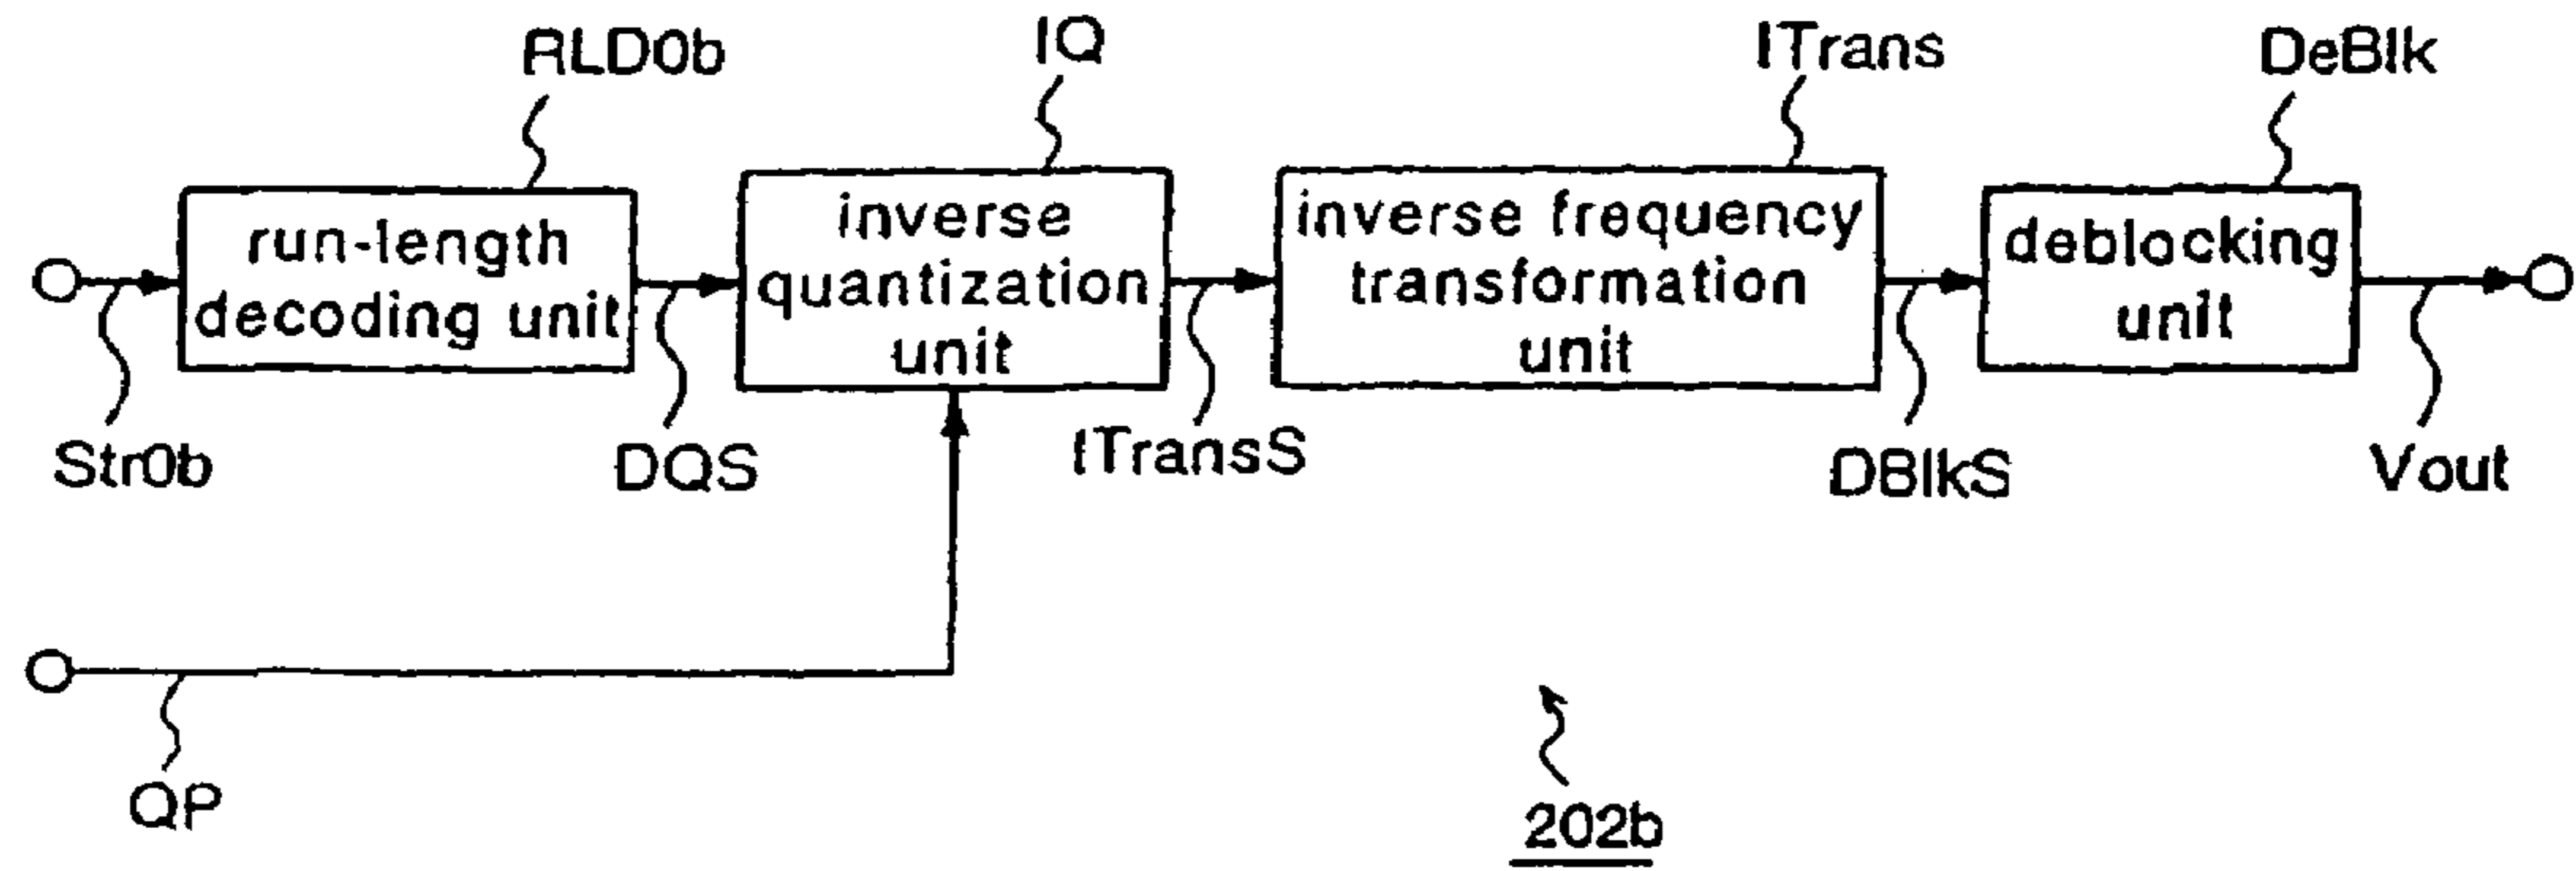 RLD0b
IQ
ITrans
DeBlk
run-length
decoding unit
inverse
quantization
unit
inverse frequency
transformation
unit
deblocking
unit
Str0b
DQS
ITransS
DBlkS
Vout
QP
202b